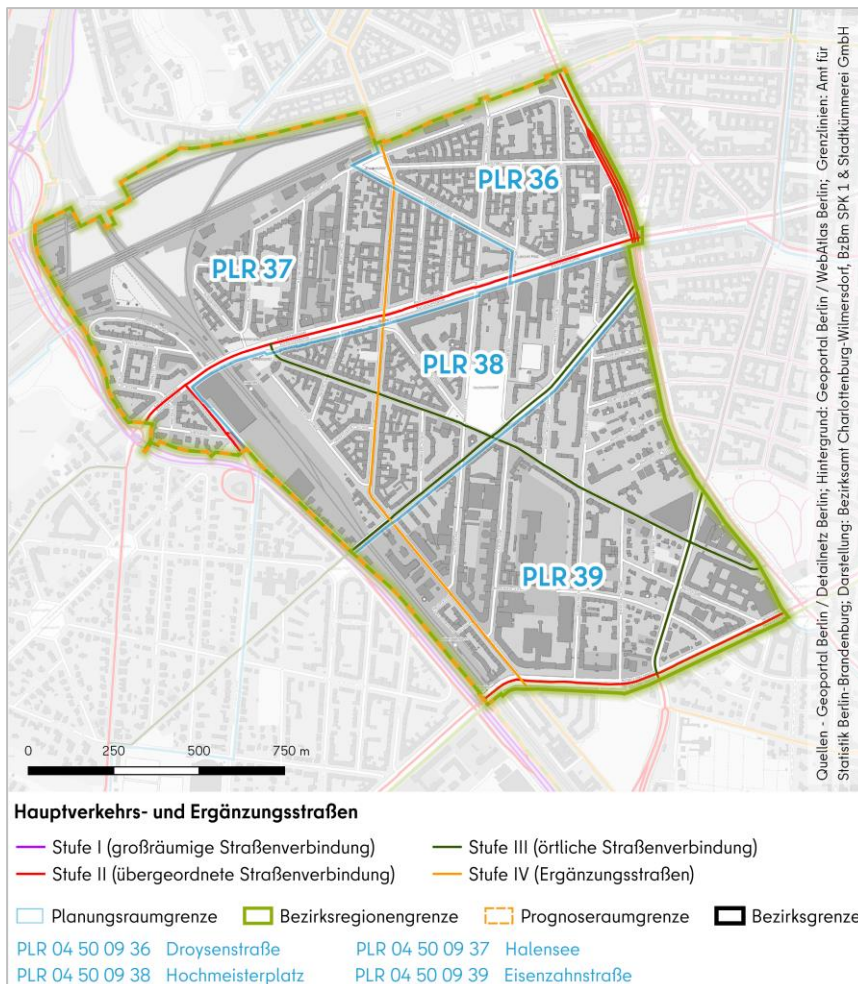 PLR 36
PLR 37
PLR 38
PLR 39
0 250 500 750 m
Quellen - Geoportal Berlin / Detailnetz Berlin; Hintergrund: Geoportal Berlin / WebAtlas Berlin; Grenzlinien: Amt für
Statistik Berlin-Brandenburg; Darstellung: Bezirksamt Charlottenburg-Wilmersdorf, BzBm SPK 1 & Stadtkümmerei GmbH
Hauptverkehrs- und Ergänzungsstraßen
Stufe I (großräumige Straßenverbindung) Stufe III (örtliche Straßenverbindung)
Stufe II (übergeordnete Straßenverbindung) Stufe IV (Ergänzungsstraßen)
Planungsraumgrenze Bezirksregionengrenze Prognoseraumgrenze Bezirksgrenze
PLR 04 50 09 36 Droysenstraße PLR 04 50 09 37 Halensee
PLR 04 50 09 38 Hochmeisterplatz PLR 04 50 09 39 Eisenzahnstraße